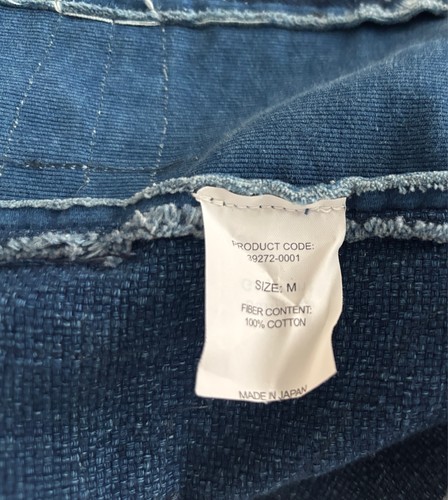 PRODUCT CODE:
39272-0001
SIZE: M
FIBER CONTENT:
100% COTTON
MADE IN JAPAN